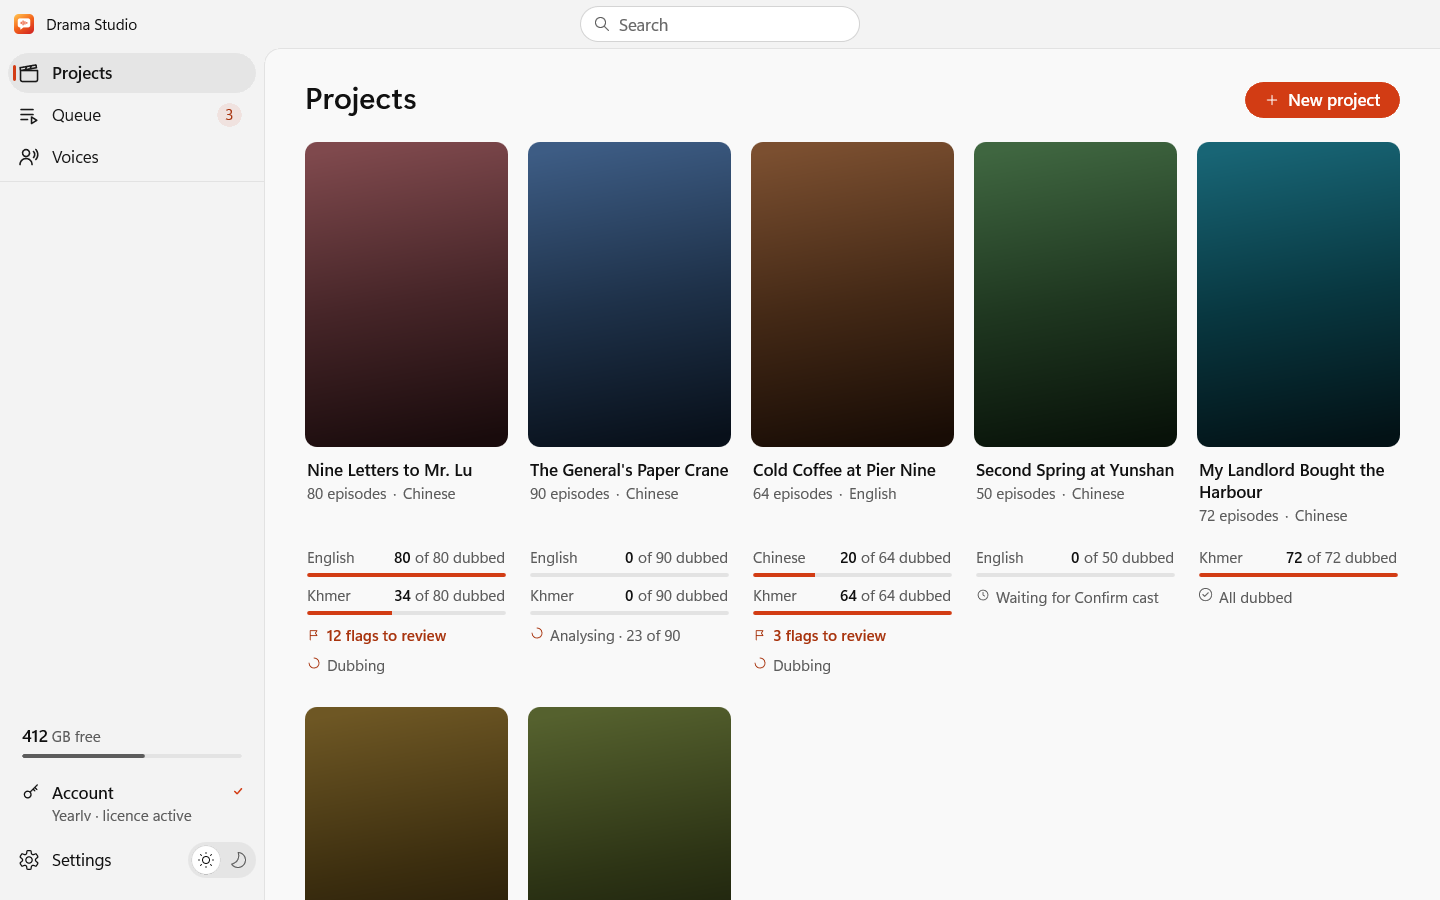 Drama Studio
Search
Projects
Queue 3
Voices
Projects
+ New project
Nine Letters to Mr. Lu
80 episodes · Chinese
English 80 of 80 dubbed
Khmer 34 of 80 dubbed
12 flags to review
Dubbing
The General's Paper Crane
90 episodes · Chinese
English 0 of 90 dubbed
Khmer 0 of 90 dubbed
Analysing · 23 of 90
Cold Coffee at Pier Nine
64 episodes · English
Chinese 20 of 64 dubbed
Khmer 64 of 64 dubbed
3 flags to review
Dubbing
Second Spring at Yunshan
50 episodes · Chinese
English 0 of 50 dubbed
Waiting for Confirm cast
My Landlord Bought the
Harbour
72 episodes · Chinese
Khmer 72 of 72 dubbed
All dubbed
412 GB free
Account
Yearly · licence active
Settings